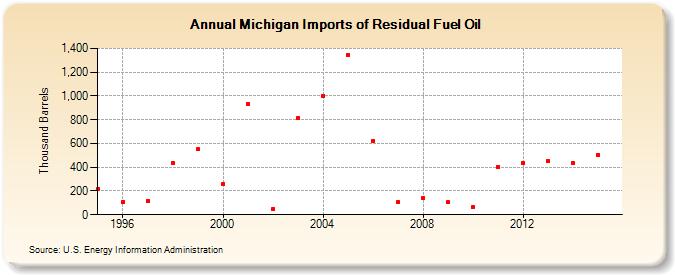 Annual Michigan Imports of Residual Fuel Oil
Thousand Barrels
1,400
1,200
1,000
800
600
400
200
0
1996 2000 2004 2008 2012
Source: U.S. Energy Information Administration